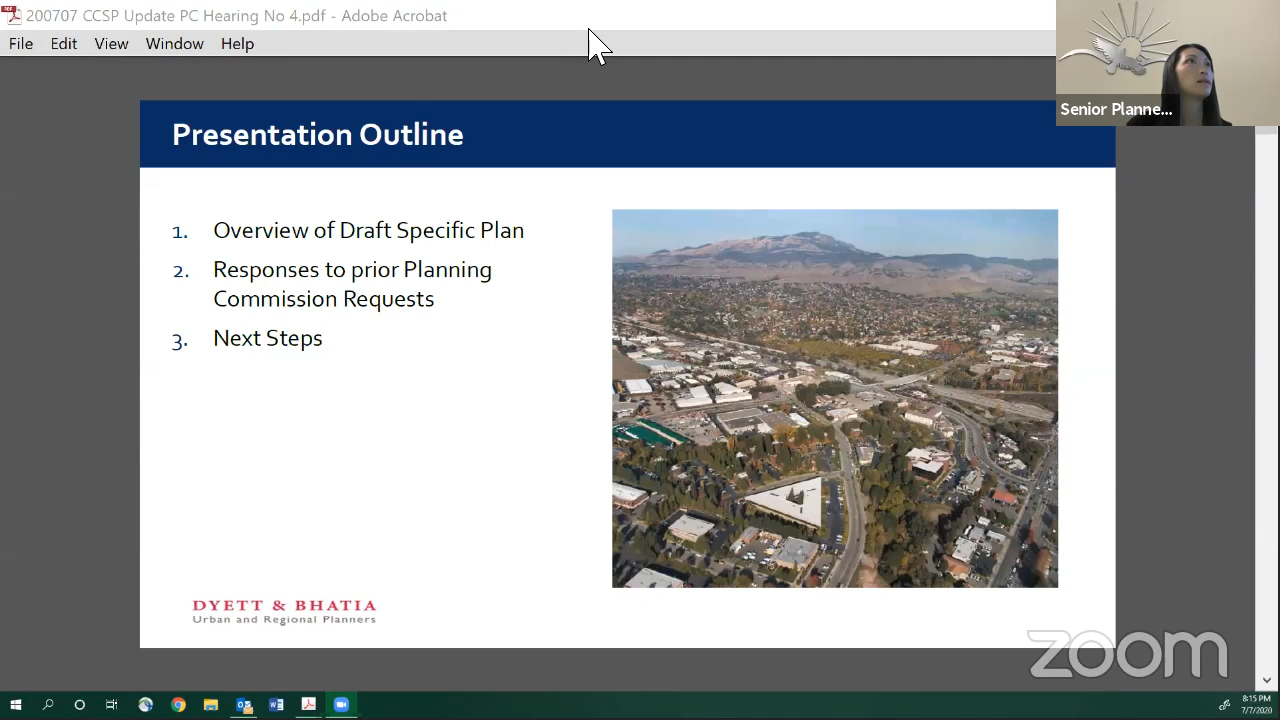 200707 CCSP Update PC Hearing No 4.pdf - Adobe Acrobat
File Edit View Window Help
Senior Planne...
Presentation Outline
1. Overview of Draft Specific Plan
2. Responses to prior Planning
Commission Requests
3. Next Steps
DYETT & BHATIA
Urban and Regional Planners
zoom
8:15 PM
7/7/2020